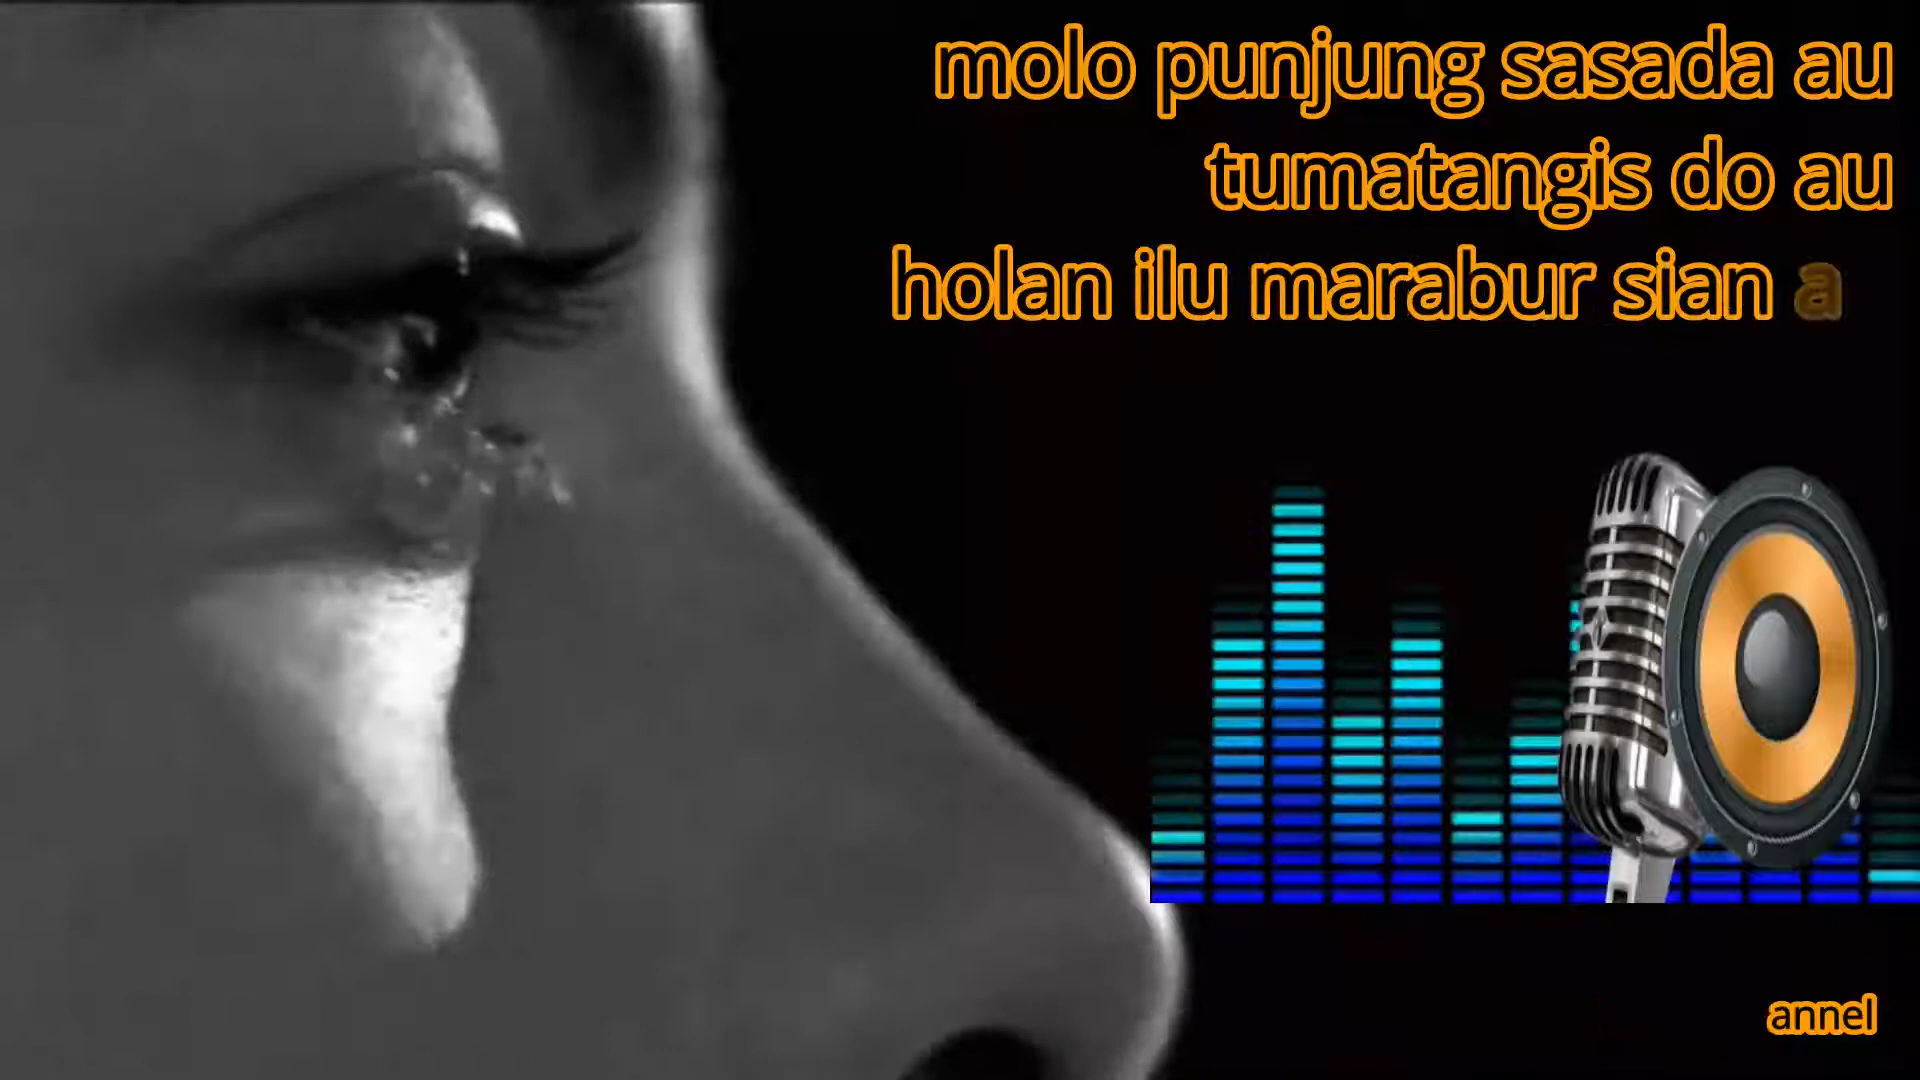 molo punjung sasada au
tumatangis do au
holan ilu marabur sian a
annel